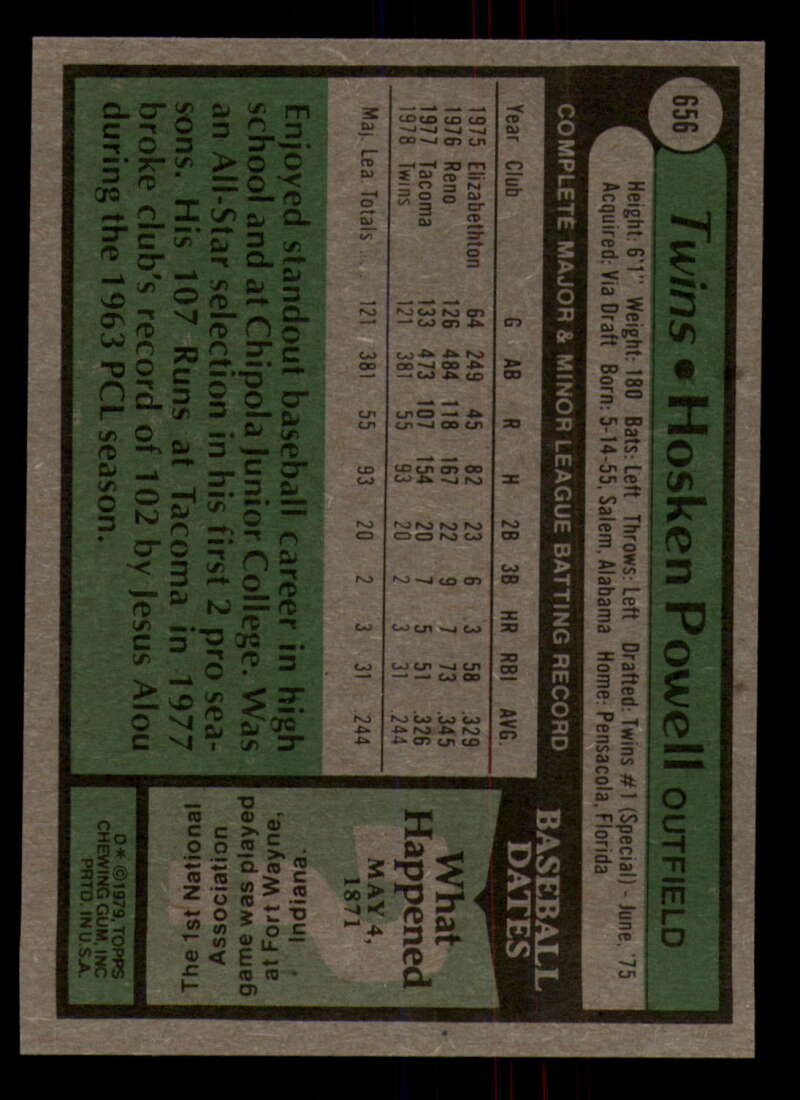 656
Twins • Hosken Powell OUTFIELD
Height: 6'1" Weight: 180 Bats: Left Throws: Left Drafted: Twins #1 (Special) - June, '75
Acquired: Via Draft Born: 5-14-55, Salem, Alabama Home: Pensacola, Florida
COMPLETE MAJOR & MINOR LEAGUE BATTING RECORD
Year Club G AB R H 2B 3B HR RBI AVG.
1975 Elizabethton 64 249 45 82 23 6 3 58 .329
1976 Reno 126 484 118 167 22 9 7 73 .345
1977 Tacoma 133 473 107 154 20 7 5 51 .326
1978 Twins 121 381 55 93 20 2 3 31 .244
Maj. Lea Totals ... 121 381 55 93 20 2 3 31 .244
Enjoyed standout baseball career in high
school and at Chipola Junior College. Was
an All-Star selection in his first 2 pro sea-
sons. His 107 Runs at Tacoma in 1977
broke club's record of 102 by Jesus Alou
during the 1963 PCL season.
BASEBALL
DATES
What
Happened
MAY 4,
1871
The 1st National
Association
game was played
at Fort Wayne,
Indiana.
D* ©1979, TOPPS
CHEWING GUM, INC
PRTD. IN U.S.A.